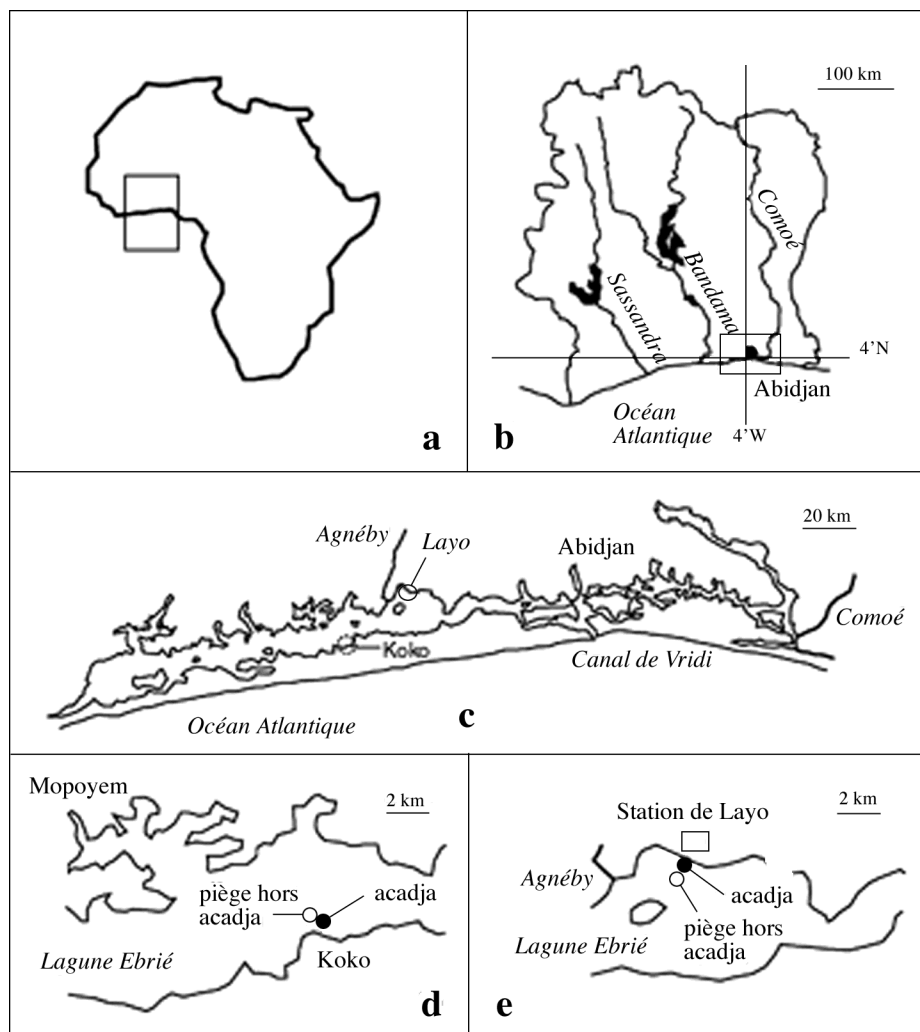 a
100 km
Comoé
Bandama
Sassandra
4'N
Abidjan
Océan
Atlantique
4'W
b
20 km
Agnéby
Layo
Abidjan
Comoé
Koko
Canal de Vridi
Océan Atlantique
c
Mopoyem
2 km
piège hors
acadja
acadja
Lagune Ebrié
Koko
d
2 km
Station de Layo
Agnéby
acadja
piège hors
acadja
Lagune Ebrié
e